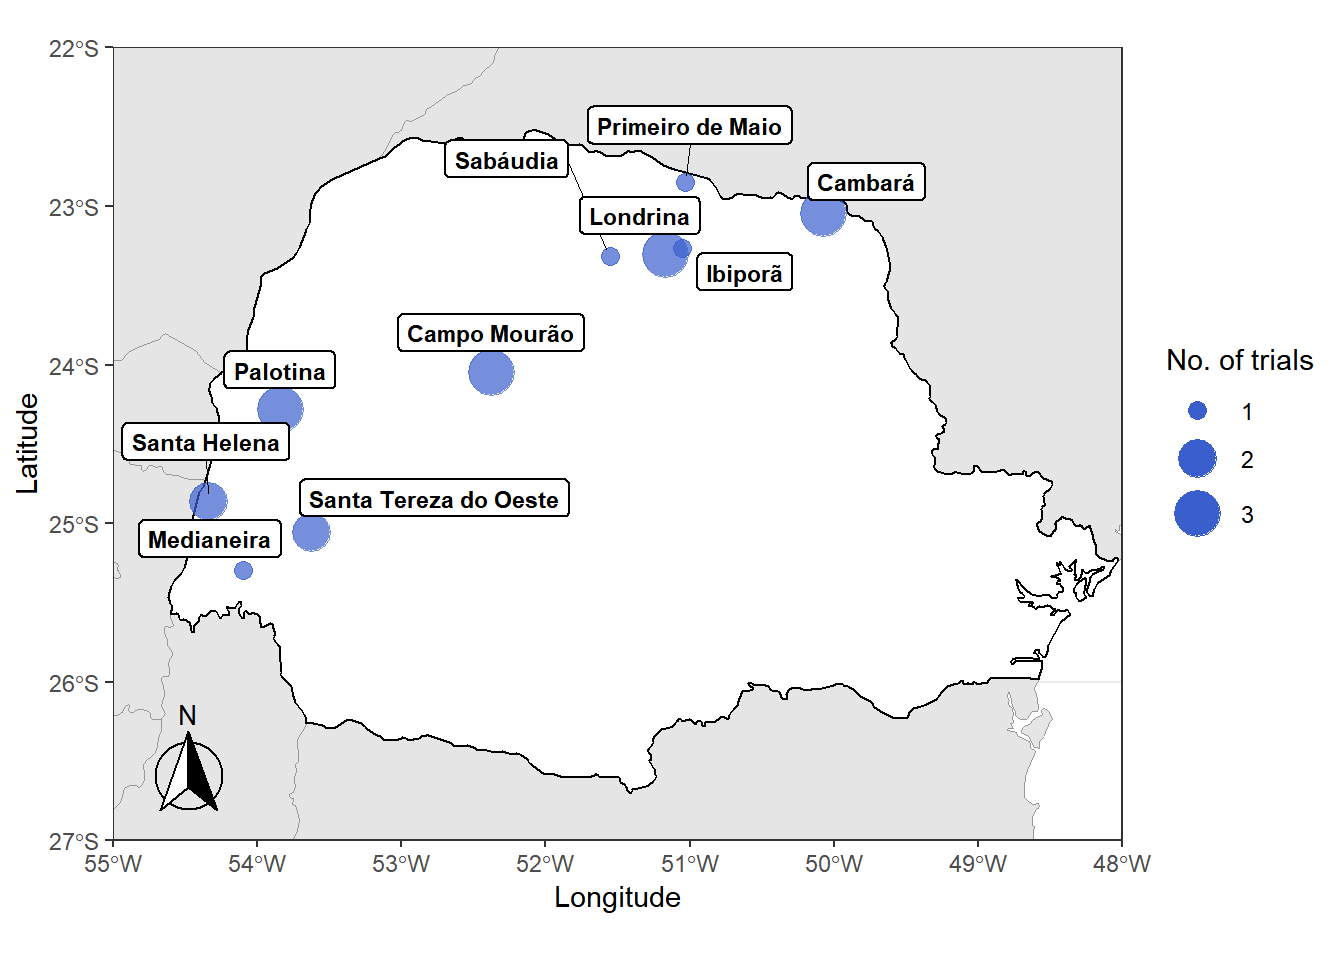 22°S
23°S
24°S
25°S
26°S
27°S
Latitude
Primeiro de Maio
Sabáudia
Cambará
Londrina
Ibiporã
Campo Mourão
Palotina
Santa Helena
Santa Tereza do Oeste
Medianeira
N
55°W
54°W
53°W
52°W
51°W
50°W
49°W
48°W
Longitude
No. of trials
1
2
3